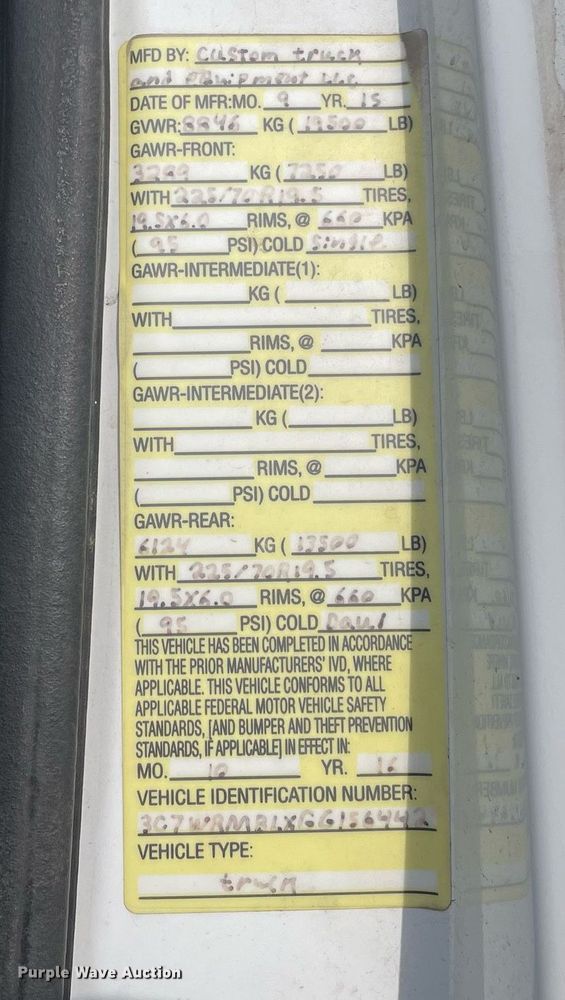 MFD BY: Custom truck
and equipment LLC
DATE OF MFR:MO. 9 YR. 15
GVWR: 8846 KG ( 19500 LB)
GAWR-FRONT:
3289 KG ( 7250 LB)
WITH 225/70R19.5 TIRES,
19.5X6.0 RIMS, @ 660 KPA
( 95 PSI) COLD Single
GAWR-INTERMEDIATE(1):
KG ( LB)
WITH TIRES,
RIMS, @ KPA
( PSI) COLD
GAWR-INTERMEDIATE(2):
KG ( LB)
WITH TIRES,
RIMS, @ KPA
( PSI) COLD
GAWR-REAR:
6124 KG ( 13500 LB)
WITH 225/70R19.5 TIRES,
19.5X6.0 RIMS, @ 660 KPA
( 95 PSI) COLD Daul
THIS VEHICLE HAS BEEN COMPLETED IN ACCORDANCE
WITH THE PRIOR MANUFACTURERS' IVD, WHERE
APPLICABLE. THIS VEHICLE CONFORMS TO ALL
APPLICABLE FEDERAL MOTOR VEHICLE SAFETY
STANDARDS, [AND BUMPER AND THEFT PREVENTION
STANDARDS, IF APPLICABLE] IN EFFECT IN:
MO. 10 YR. 16
VEHICLE IDENTIFICATION NUMBER:
VEHICLE TYPE:
truck
Purple Wave Auction